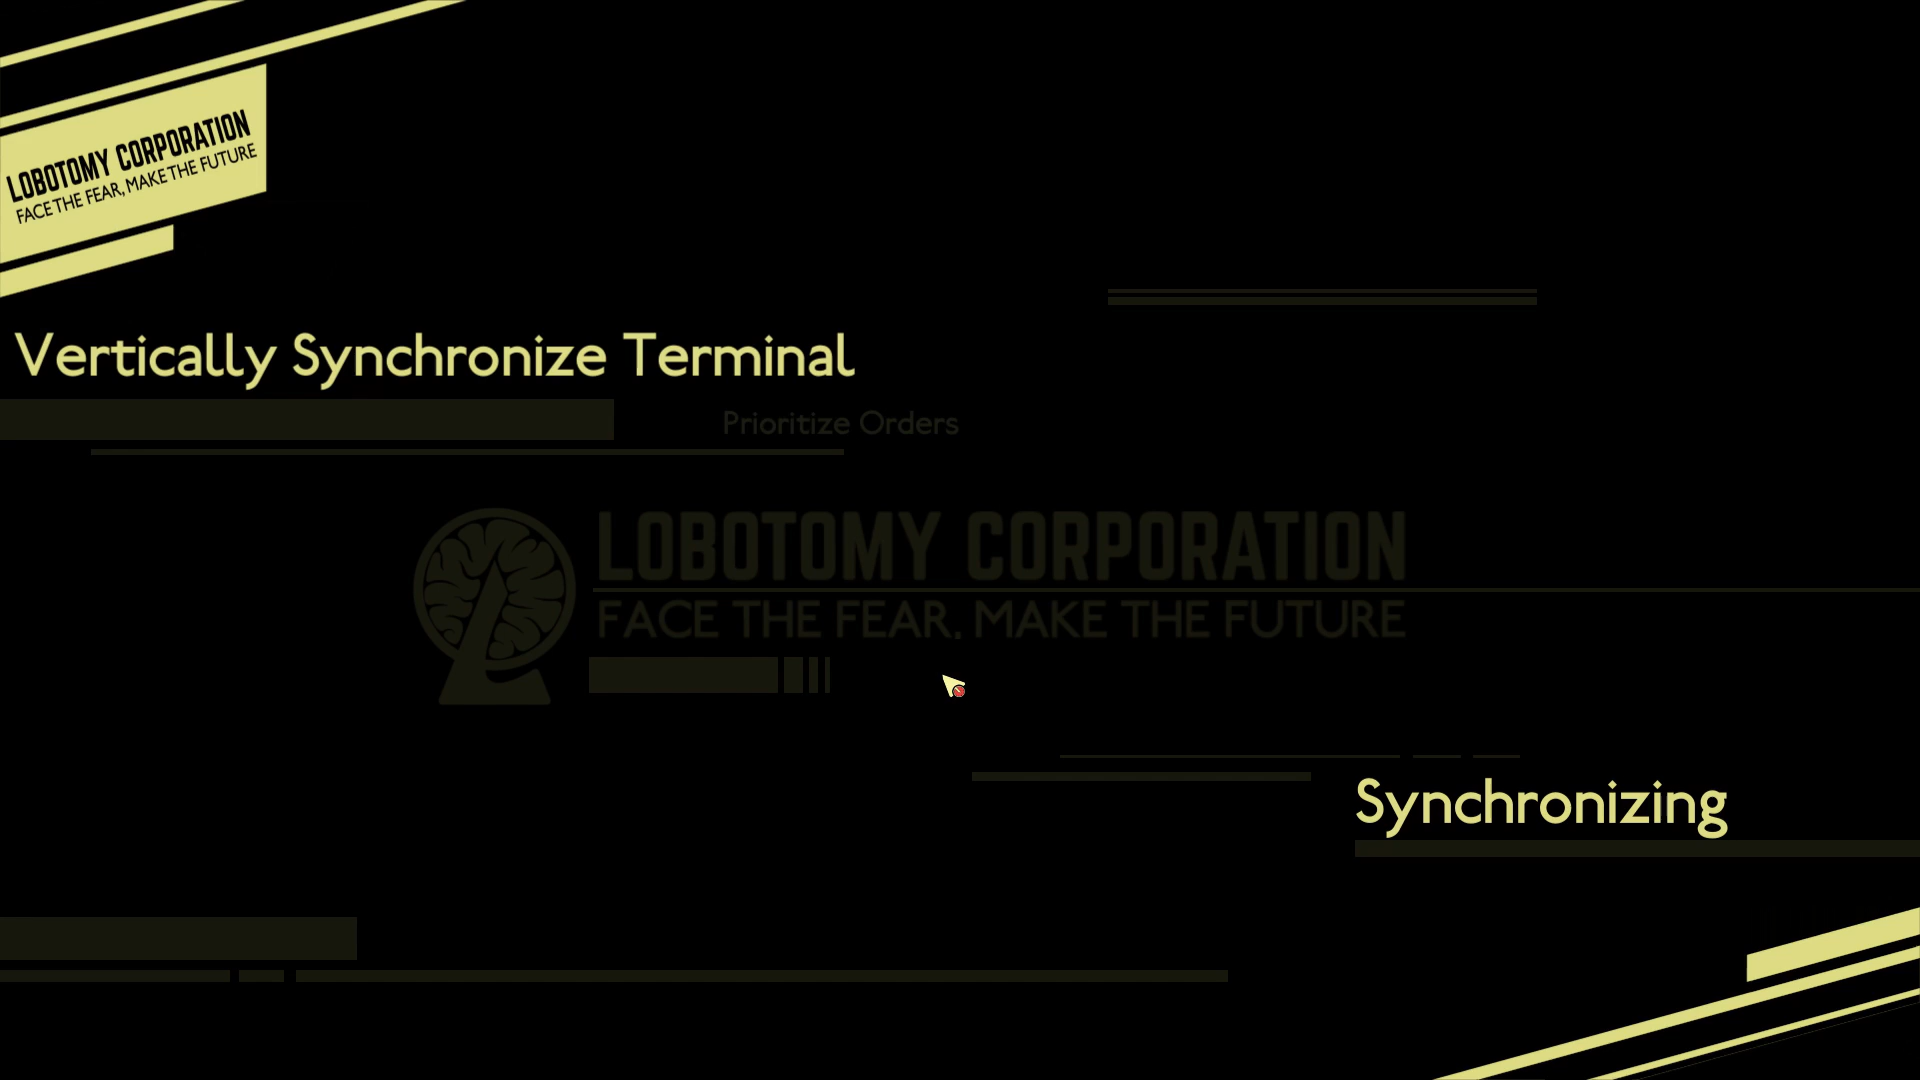 LOBOTOMY CORPORATION
FACE THE FEAR, MAKE THE FUTURE
Vertically Synchronize Terminal
Prioritize Orders
LOBOTOMY CORPORATION
FACE THE FEAR, MAKE THE FUTURE
Synchronizing